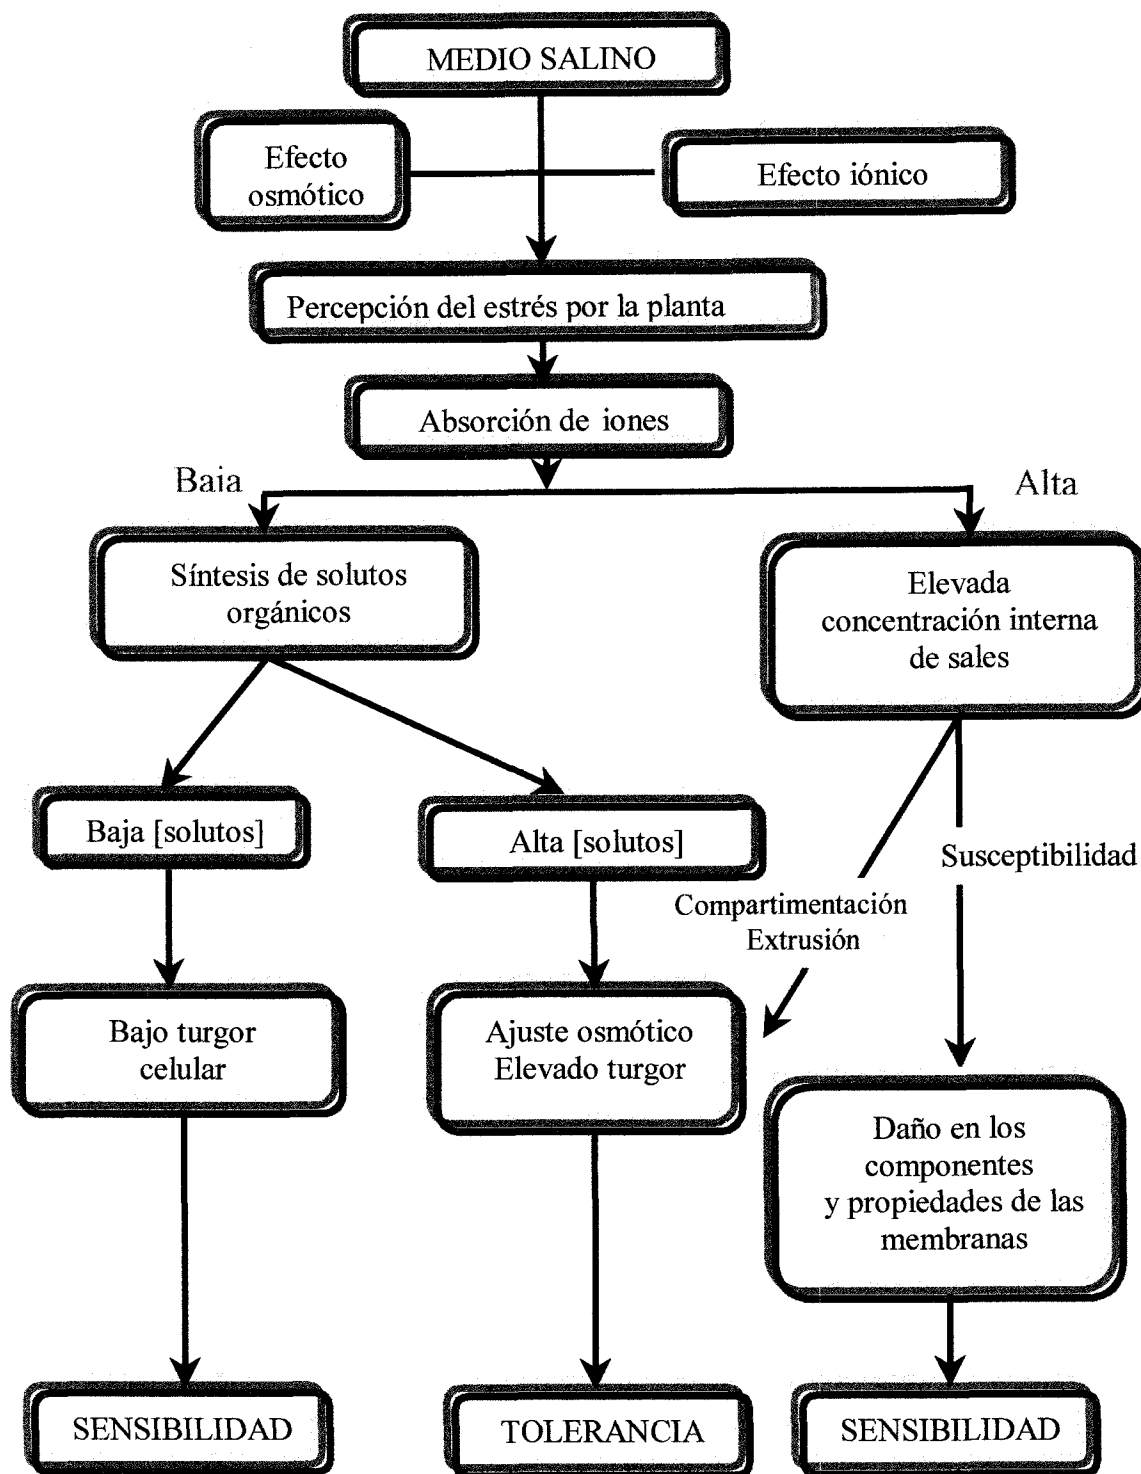 MEDIO SALINO
Efecto
osmótico
Efecto iónico
Percepción del estrés por la planta
Absorción de iones
Baia
Alta
Síntesis de solutos
orgánicos
Elevada
concentración interna
de sales
Baja [solutos]
Alta [solutos]
Susceptibilidad
Compartimentación
Extrusión
Bajo turgor
celular
Ajuste osmótico
Elevado turgor
Daño en los
componentes
y propiedades de las
membranas
SENSIBILIDAD
TOLERANCIA
SENSIBILIDAD